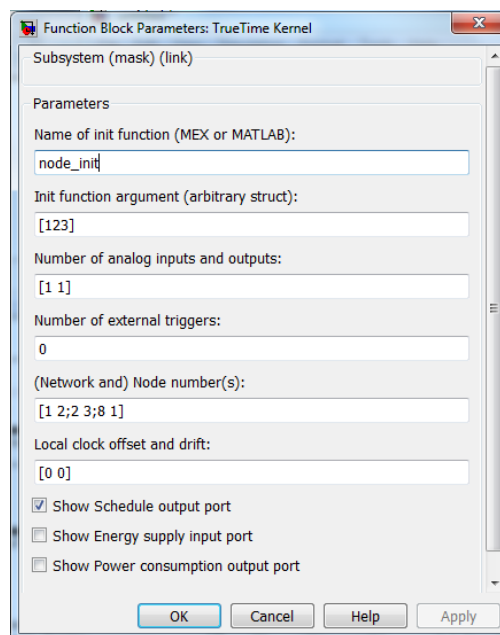 Function Block Parameters: TrueTime Kernel
Subsystem (mask) (link)
Parameters
Name of init function (MEX or MATLAB):
node_init
Init function argument (arbitrary struct):
[123]
Number of analog inputs and outputs:
[1 1]
Number of external triggers:
0
(Network and) Node number(s):
[1 2;2 3;8 1]
Local clock offset and drift:
[0 0]
Show Schedule output port
Show Energy supply input port
Show Power consumption output port
OK Cancel Help Apply